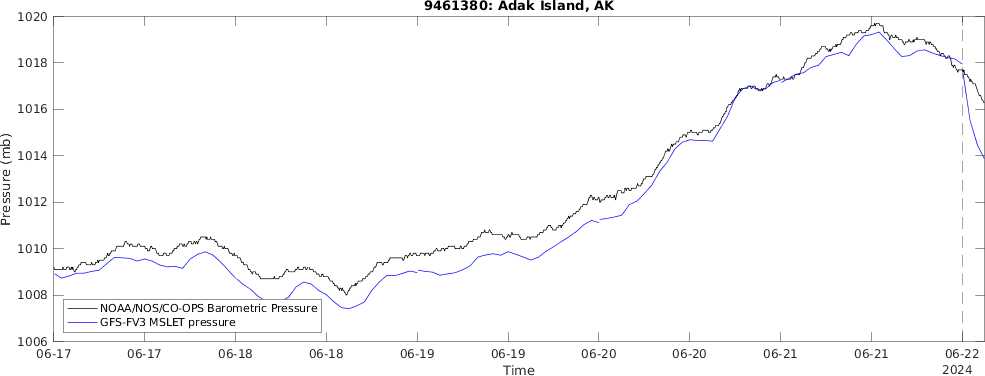 9461380: Adak Island, AK
1020
1018
1016
1014
1012
1010
1008
1006
Pressure (mb)
NOAA/NOS/CO-OPS Barometric Pressure
GFS-FV3 MSLET pressure
06-17 06-17 06-18 06-18 06-19 06-19 06-20 06-20 06-21 06-21 06-22
2024
Time